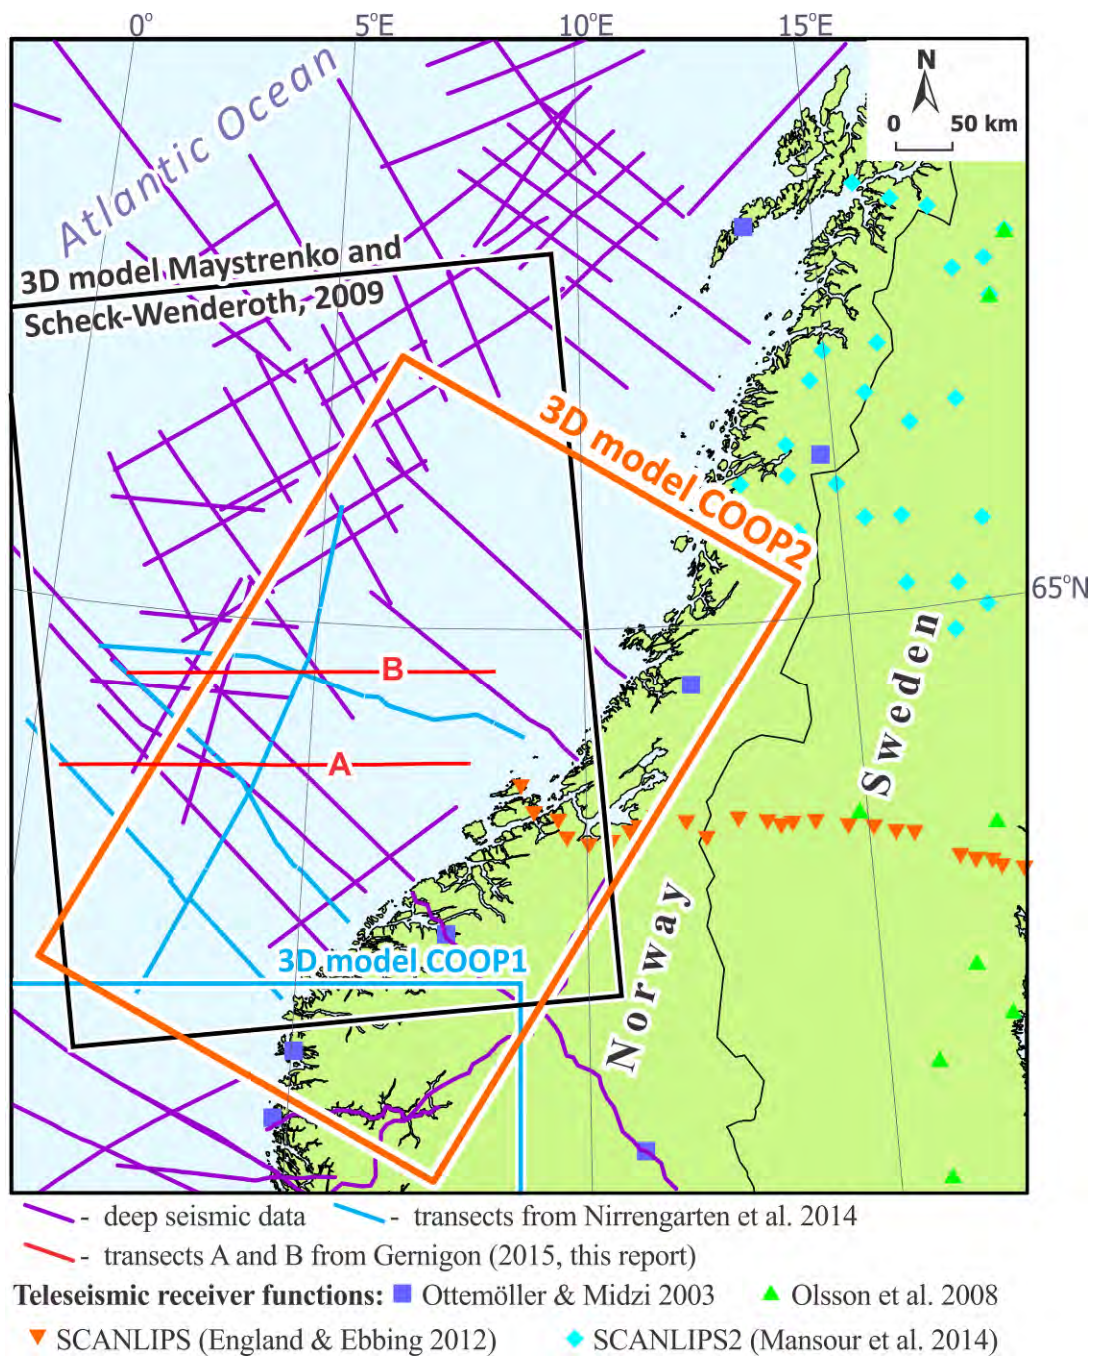 0° 5°E 10°E 15°E
N
0 50 km
Atlantic Ocean
3D model Maystrenko and
Scheck-Wenderoth, 2009
3D model COOP2
65°N
B
A
Sweden
Norway
3D model COOP1
- deep seismic data - transects from Nirrengarten et al. 2014
- transects A and B from Gernigon (2015, this report)
Teleseismic receiver functions: Ottemöller & Midzi 2003 Olsson et al. 2008
SCANLIPS (England & Ebbing 2012) SCANLIPS2 (Mansour et al. 2014)